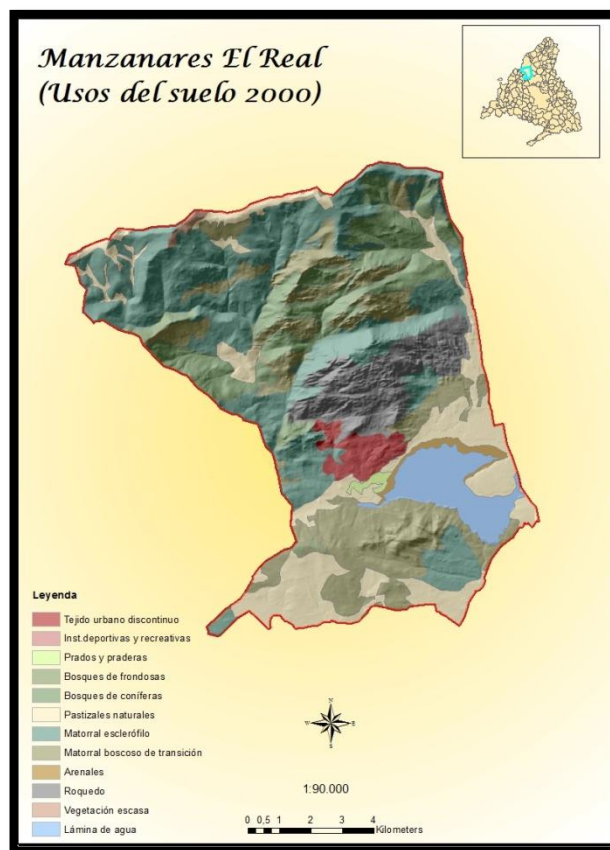 Manzanares El Real
(Usos del suelo 2000)
Leyenda
Tejido urbano discontinuo
Inst.deportivas y recreativas
Prados y praderas
Bosques de frondosas
Bosques de coníferas
Pastizales naturales
Matorral esclerófilo
Matorral boscoso de transición
Arenales
Roquedo
Vegetación escasa
Lámina de agua
1:90.000
0 0,5 1 2 3 4
Kilometers